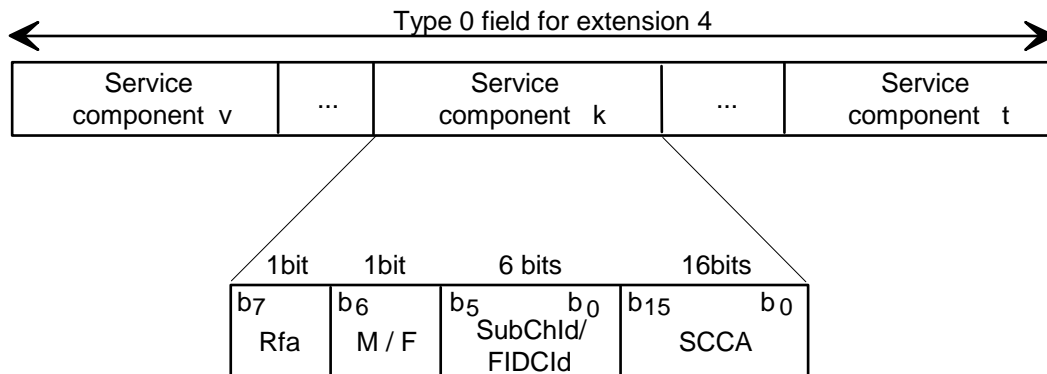 Type 0 field for extension 4
Service component v ... Service component k ... Service component t
1bit 1bit 6 bits 16bits
b7 b6 b5 b0 b15 b0
Rfa M / F SubChId/ FIDCId SCCA